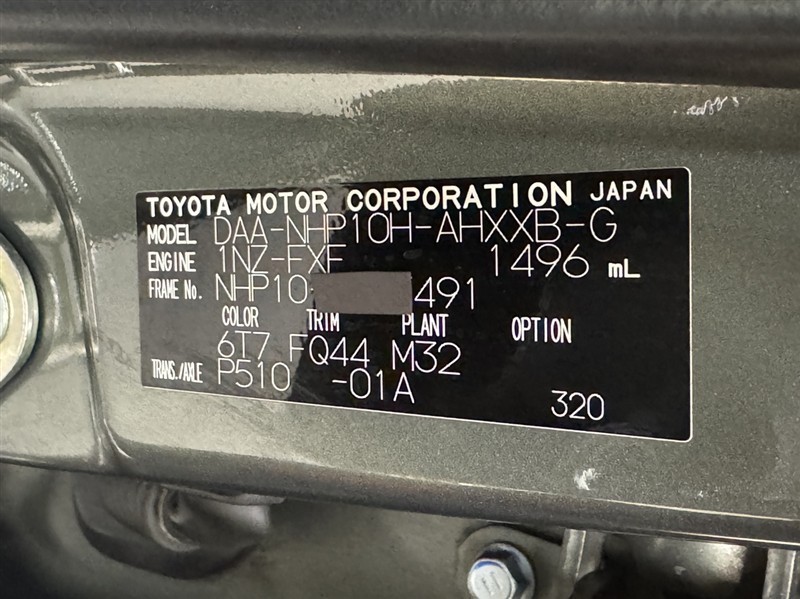 TOYOTA MOTOR CORPORATION JAPAN
MODEL DAA-NHP10H-AHXXB-G
ENGINE 1NZ-FXE 1496 mL
FRAME No. NHP10- 491
COLOR TRIM PLANT OPTION
6T7 FQ44 M32
TRANS./AXLE P510 -01A
320